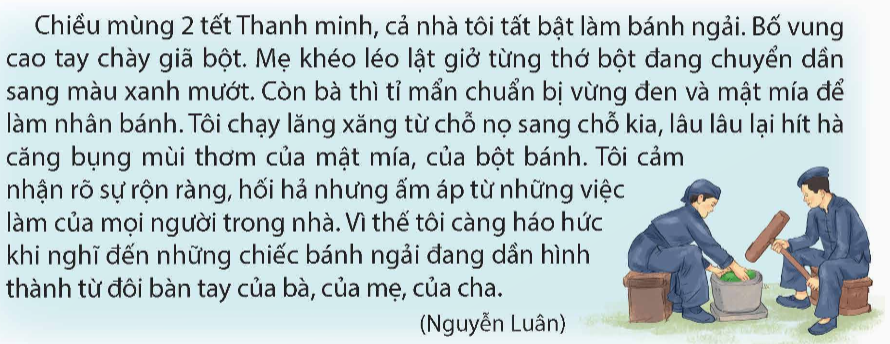 Chiều mùng 2 tết Thanh minh, cả nhà tôi tất bật làm bánh ngải. Bố vung
cao tay chày giã bột. Mẹ khéo léo lật giở từng thớ bột đang chuyển dần
sang màu xanh mướt. Còn bà thì tỉ mẩn chuẩn bị vừng đen và mật mía để
làm nhân bánh. Tôi chạy lăng xăng từ chỗ nọ sang chỗ kia, lâu lâu lại hít hà
căng bụng mùi thơm của mật mía, của bột bánh. Tôi cảm
nhận rõ sự rộn ràng, hối hả nhưng ấm áp từ những việc
làm của mọi người trong nhà. Vì thế tôi càng háo hức
khi nghĩ đến những chiếc bánh ngải đang dần hình
thành từ đôi bàn tay của bà, của mẹ, của cha.
(Nguyễn Luân)